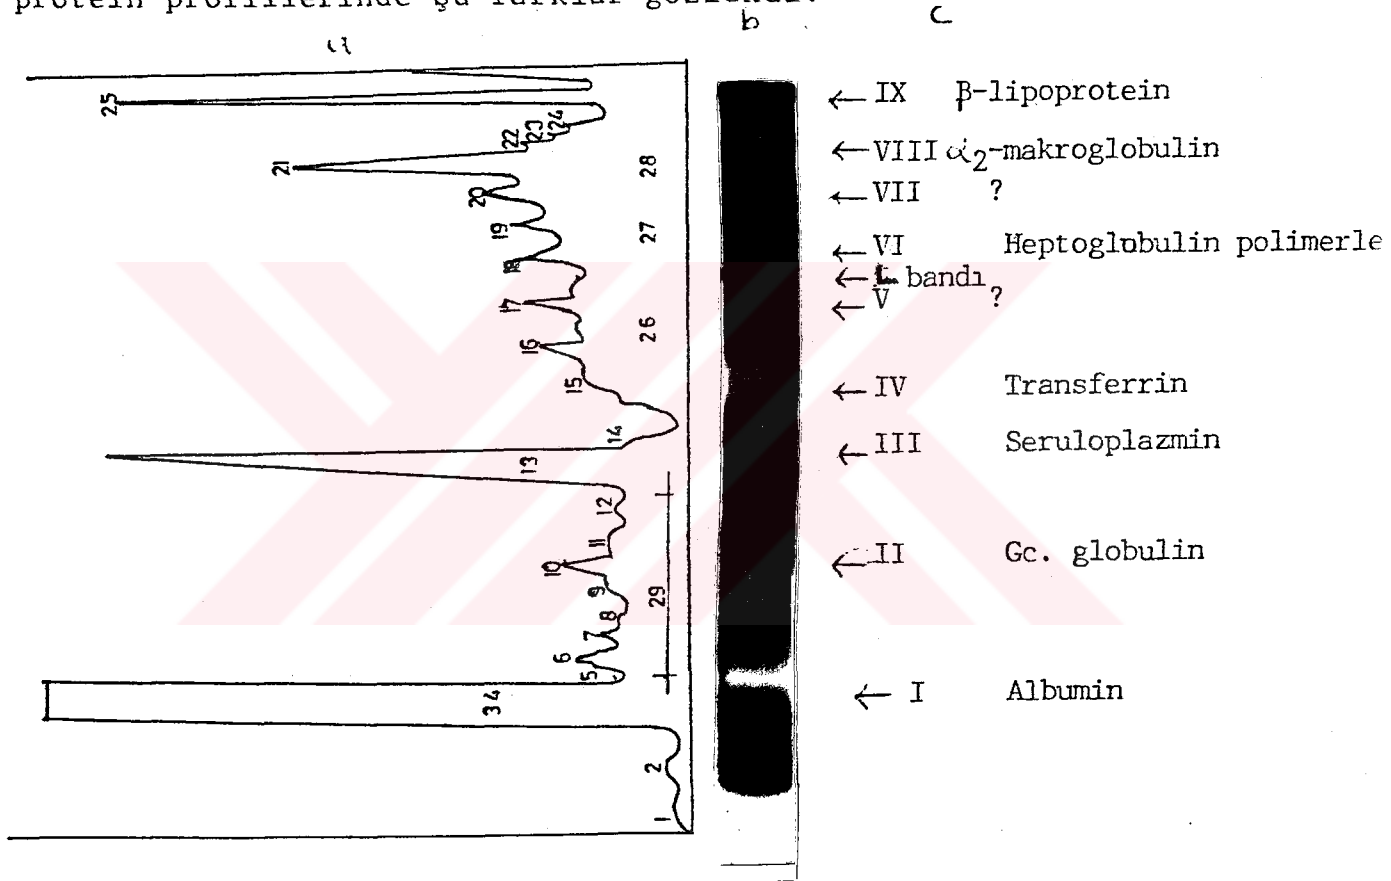 protein profillerinde şu farklar gözlendi:
a
b
c
25
24
23
22
21
20
19
18
17
16
15
14
13
12
11
10
9
8
7
6
5
34
2
1
28
27
26
29
← IX β-lipoprotein
← VIII α2-makroglobulin
← VII ?
← VI Heptoglobulin polimerle
← L bandı
← V ?
← IV Transferrin
← III Seruloplazmin
← II Gc. globulin
← I Albumin